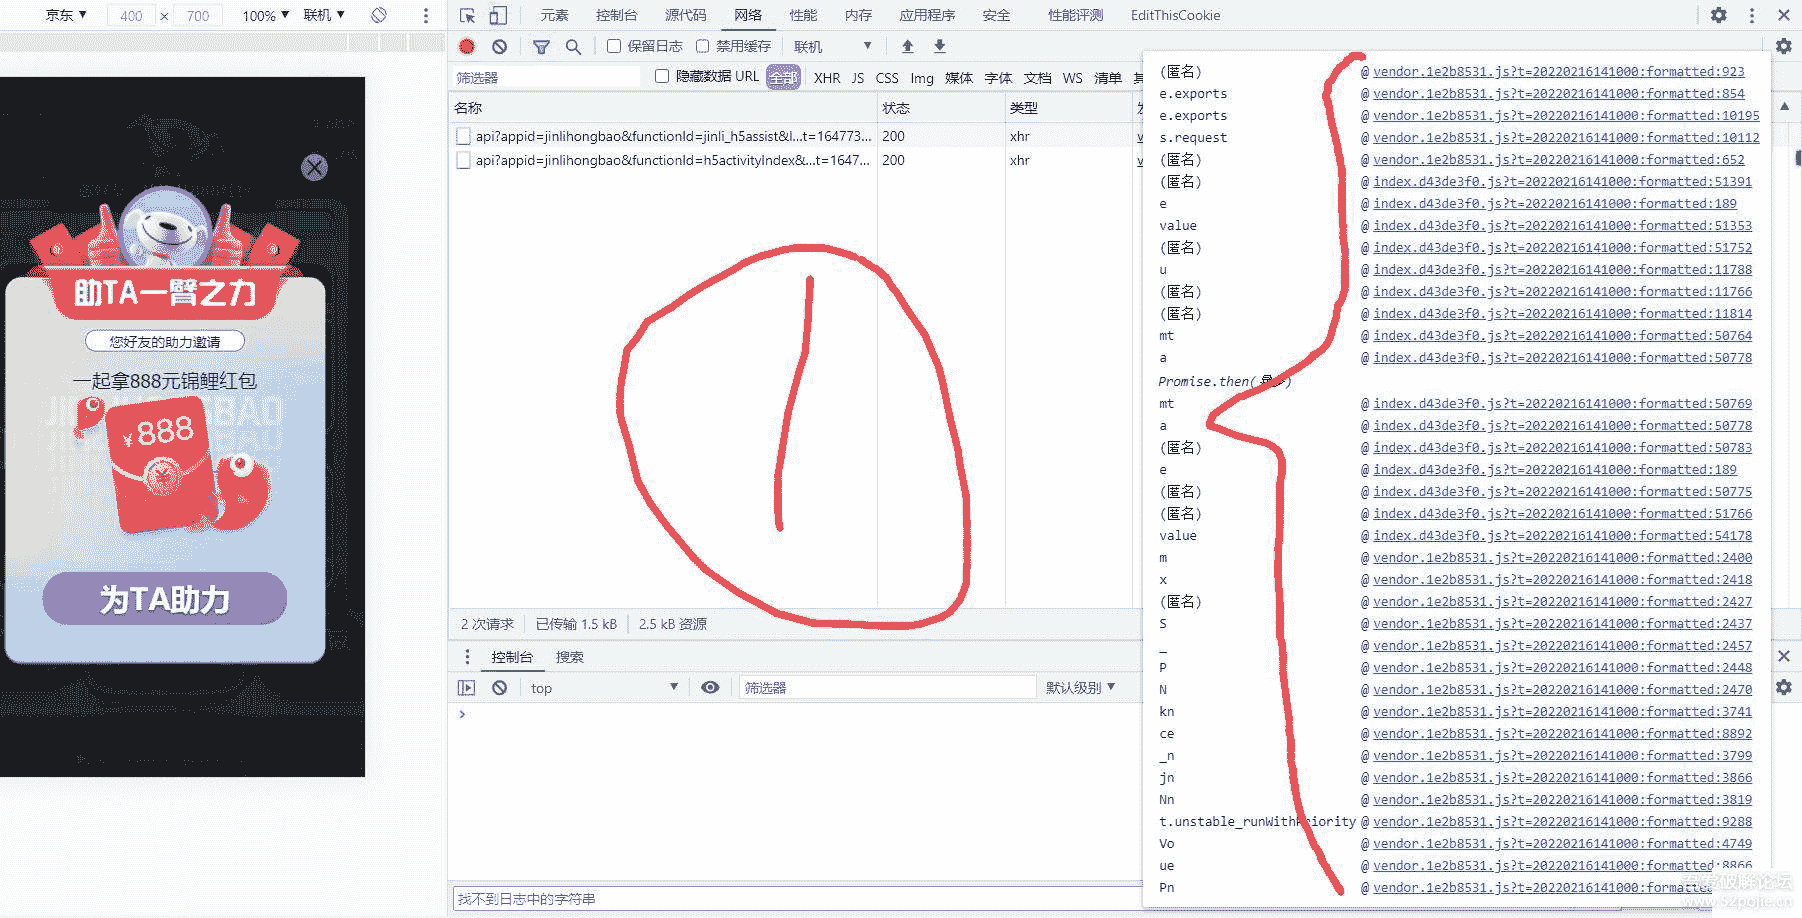 京东 ▼ 400 × 700 100% ▼ 联机 ▼
元素 控制台 源代码 网络 性能 内存 应用程序 安全 性能评测 EditThisCookie
保留日志 禁用缓存 联机 ▼
筛选器 隐藏数据 URL 全部 XHR JS CSS Img 媒体 字体 文档 WS 清单
名称 状态 类型
api?appid=jinlihongbao&functionId=jinli_h5assist&l...t=164773... 200 xhr
api?appid=jinlihongbao&functionId=h5activityIndex&...t=1647... 200 xhr
助TA一臂之力
您好友的助力邀请
一起拿888元锦鲤红包
¥888
¥
为TA助力
2 次请求 已传输 1.5 kB 2.5 kB 资源
控制台 搜索
top ▼ 筛选器 默认级别 ▼
>
找不到日志中的字符串
(匿名) @ vendor.1e2b8531.js?t=20220216141000:formatted:923
e.exports @ vendor.1e2b8531.js?t=20220216141000:formatted:854
e.exports @ vendor.1e2b8531.js?t=20220216141000:formatted:10195
s.request @ vendor.1e2b8531.js?t=20220216141000:formatted:10112
(匿名) @ vendor.1e2b8531.js?t=20220216141000:formatted:652
(匿名) @ index.d43de3f0.js?t=20220216141000:formatted:51391
e @ index.d43de3f0.js?t=20220216141000:formatted:189
value @ index.d43de3f0.js?t=20220216141000:formatted:51353
(匿名) @ index.d43de3f0.js?t=20220216141000:formatted:51752
u @ index.d43de3f0.js?t=20220216141000:formatted:11788
(匿名) @ index.d43de3f0.js?t=20220216141000:formatted:11766
(匿名) @ index.d43de3f0.js?t=20220216141000:formatted:11814
mt @ index.d43de3f0.js?t=20220216141000:formatted:50764
a @ index.d43de3f0.js?t=20220216141000:formatted:50778
Promise.then(
mt @ index.d43de3f0.js?t=20220216141000:formatted:50769
a @ index.d43de3f0.js?t=20220216141000:formatted:50778
(匿名) @ index.d43de3f0.js?t=20220216141000:formatted:50783
e @ index.d43de3f0.js?t=20220216141000:formatted:189
(匿名) @ index.d43de3f0.js?t=20220216141000:formatted:50775
(匿名) @ index.d43de3f0.js?t=20220216141000:formatted:51766
value @ index.d43de3f0.js?t=20220216141000:formatted:54178
m @ vendor.1e2b8531.js?t=20220216141000:formatted:2400
x @ vendor.1e2b8531.js?t=20220216141000:formatted:2418
(匿名) @ vendor.1e2b8531.js?t=20220216141000:formatted:2427
S @ vendor.1e2b8531.js?t=20220216141000:formatted:2437
_ @ vendor.1e2b8531.js?t=20220216141000:formatted:2457
P @ vendor.1e2b8531.js?t=20220216141000:formatted:2448
N @ vendor.1e2b8531.js?t=20220216141000:formatted:2470
kn @ vendor.1e2b8531.js?t=20220216141000:formatted:3741
ce @ vendor.1e2b8531.js?t=20220216141000:formatted:8892
_n @ vendor.1e2b8531.js?t=20220216141000:formatted:3799
jn @ vendor.1e2b8531.js?t=20220216141000:formatted:3866
Nn @ vendor.1e2b8531.js?t=20220216141000:formatted:3819
t.unstable_runWithPriority @ vendor.1e2b8531.js?t=20220216141000:formatted:9288
Vo @ vendor.1e2b8531.js?t=20220216141000:formatted:4749
ue @ vendor.1e2b8531.js?t=20220216141000:formatted:8866
Pn @ vendor.1e2b8531.js?t=20220216141000:formatted
吾爱破解论坛
www.52pojie.cn